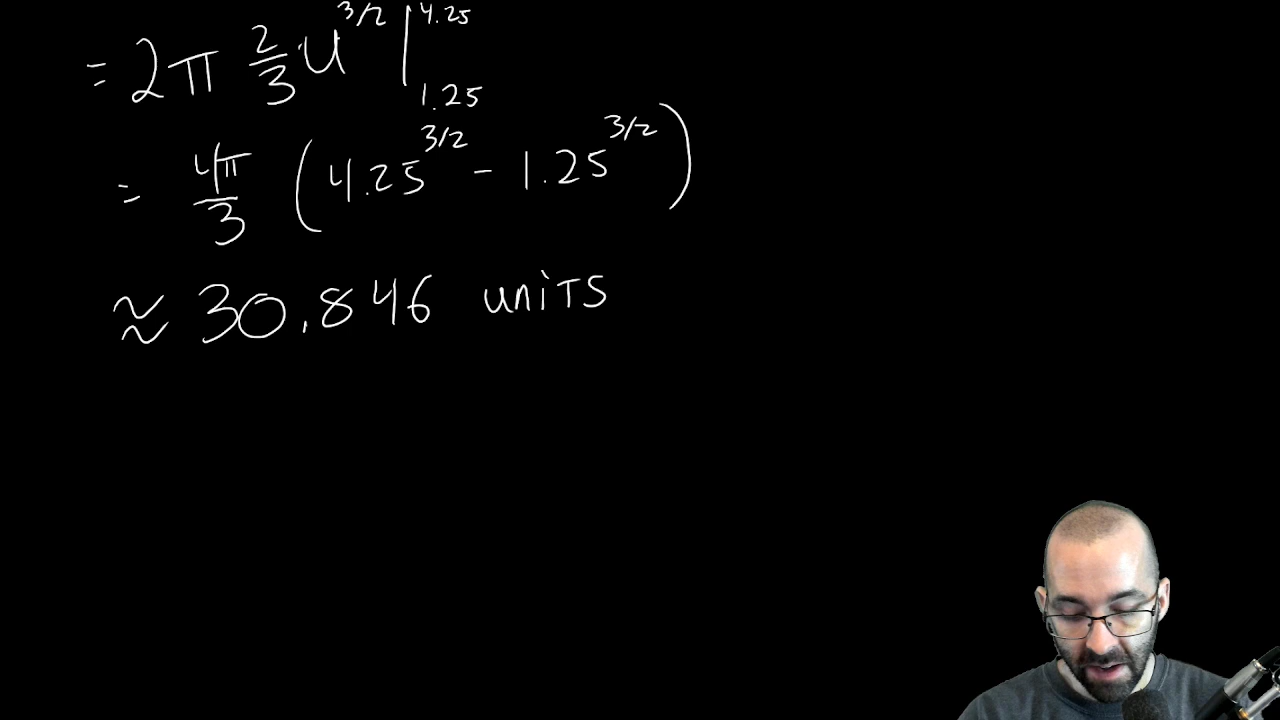 = 2π 2/3 u^3/2 |_1.25^4.25
= 4π/3 (4.25^3/2 - 1.25^3/2)
≈ 30.846 units